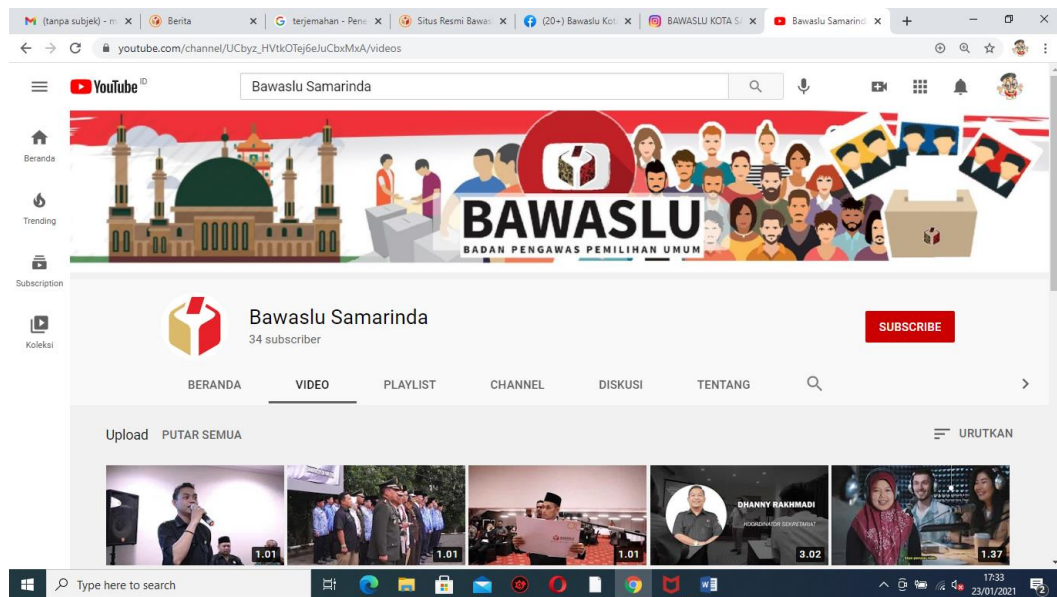 (tanpa subjek) - m
Berita
terjemahan - Pene
Situs Resmi Bawas
(20+) Bawaslu Kot
BAWASLU KOTA S
Bawaslu Samarind
youtube.com/channel/UCbyz_HVtkOTej6eJuCbxMxA/videos
YouTube ID
Bawaslu Samarinda
Beranda
Trending
Subscription
Koleksi
BAWASLU
BADAN PENGAWAS PEMILIHAN UMUM
Bawaslu Samarinda
34 subscriber
SUBSCRIBE
BERANDA VIDEO PLAYLIST CHANNEL DISKUSI TENTANG
Upload PUTAR SEMUA
URUTKAN
DHANNY RAKHMADI
KOORDINATOR SEKRETARIAT
1.01 1.01 1.01 3.02 1.37
Type here to search
17:33
23/01/2021